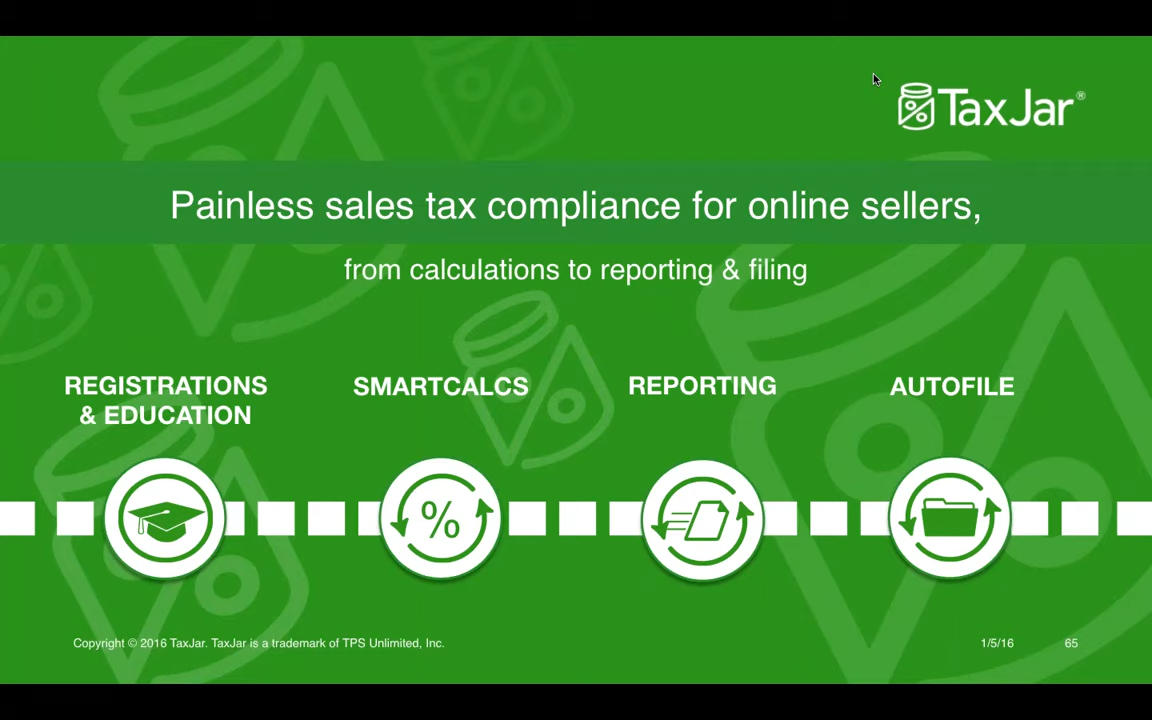 TaxJar®
Painless sales tax compliance for online sellers,
from calculations to reporting & filing
REGISTRATIONS
& EDUCATION
SMARTCALCS
REPORTING
AUTOFILE
%
Copyright © 2016 TaxJar. TaxJar is a trademark of TPS Unlimited, Inc.
1/5/16
65